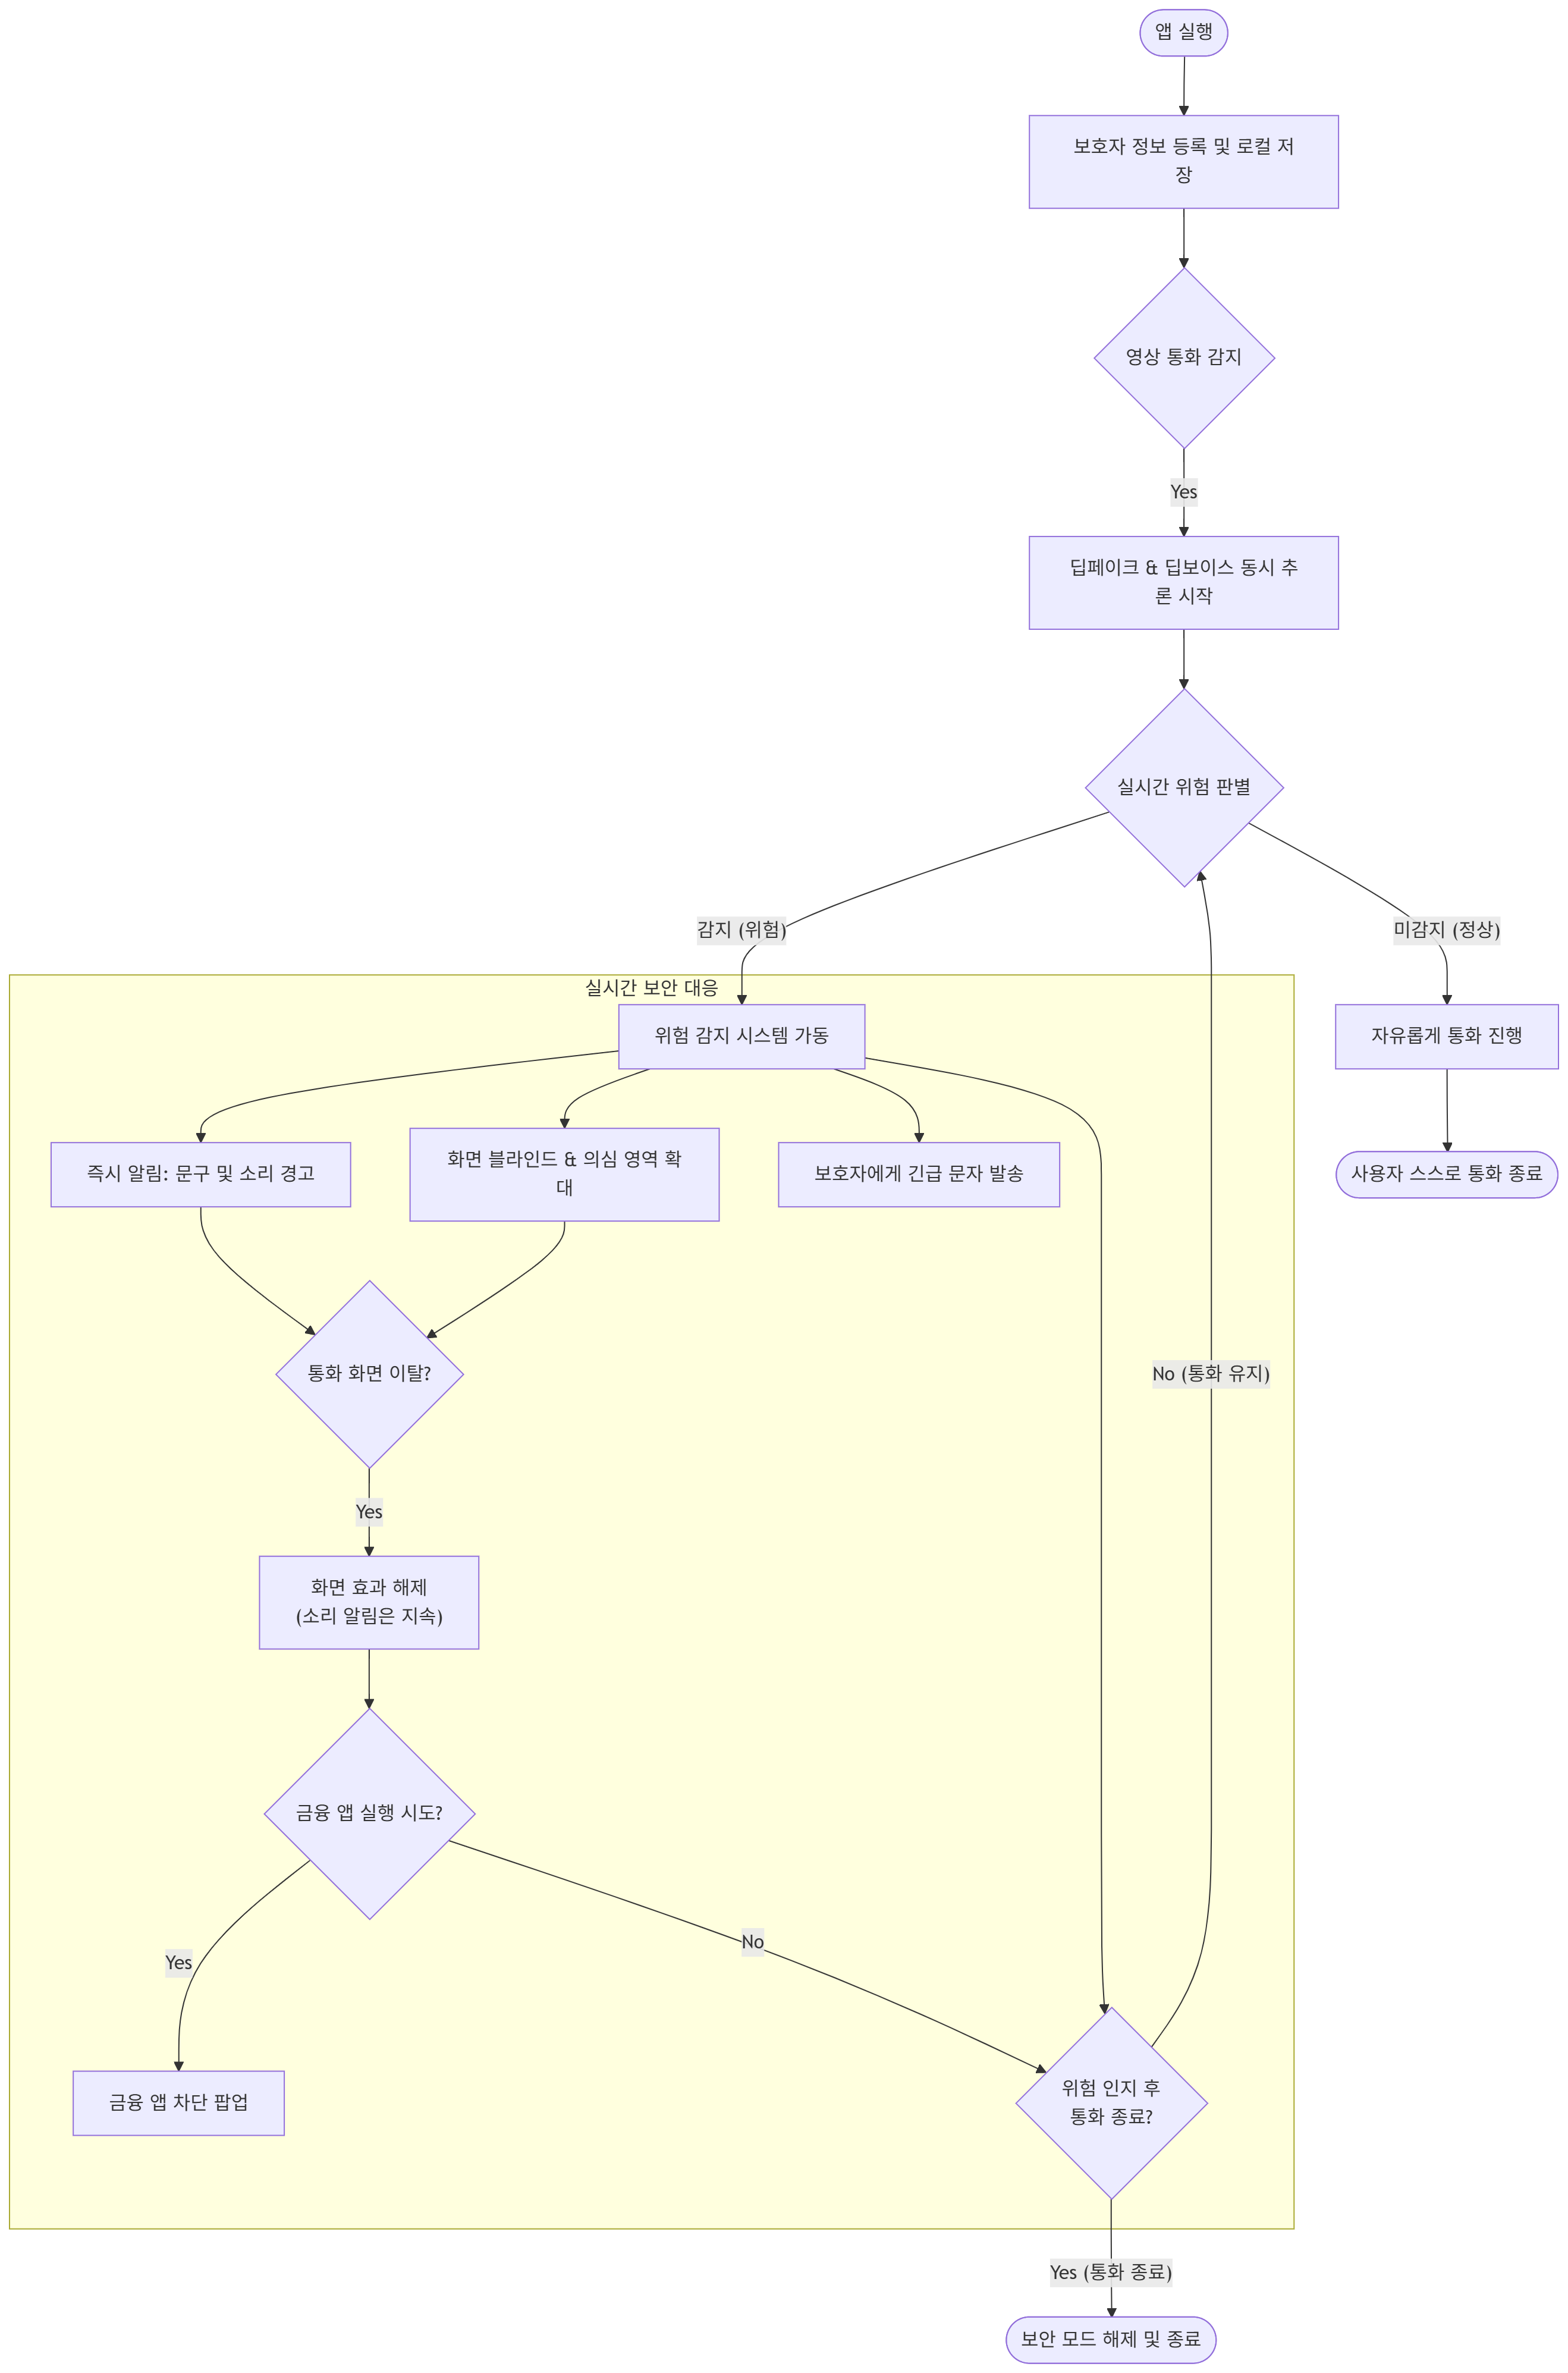 앱 실행
보호자 정보 등록 및 로컬 저
장
영상 통화 감지
Yes
딥페이크 & 딥보이스 동시 추
론 시작
실시간 위험 판별
감지 (위험)
미감지 (정상)
실시간 보안 대응
위험 감지 시스템 가동
자유롭게 통화 진행
즉시 알림: 문구 및 소리 경고
화면 블라인드 & 의심 영역 확
대
보호자에게 긴급 문자 발송
사용자 스스로 통화 종료
통화 화면 이탈?
No (통화 유지)
Yes
화면 효과 해제
(소리 알림은 지속)
금융 앱 실행 시도?
Yes
No
금융 앱 차단 팝업
위험 인지 후
통화 종료?
Yes (통화 종료)
보안 모드 해제 및 종료